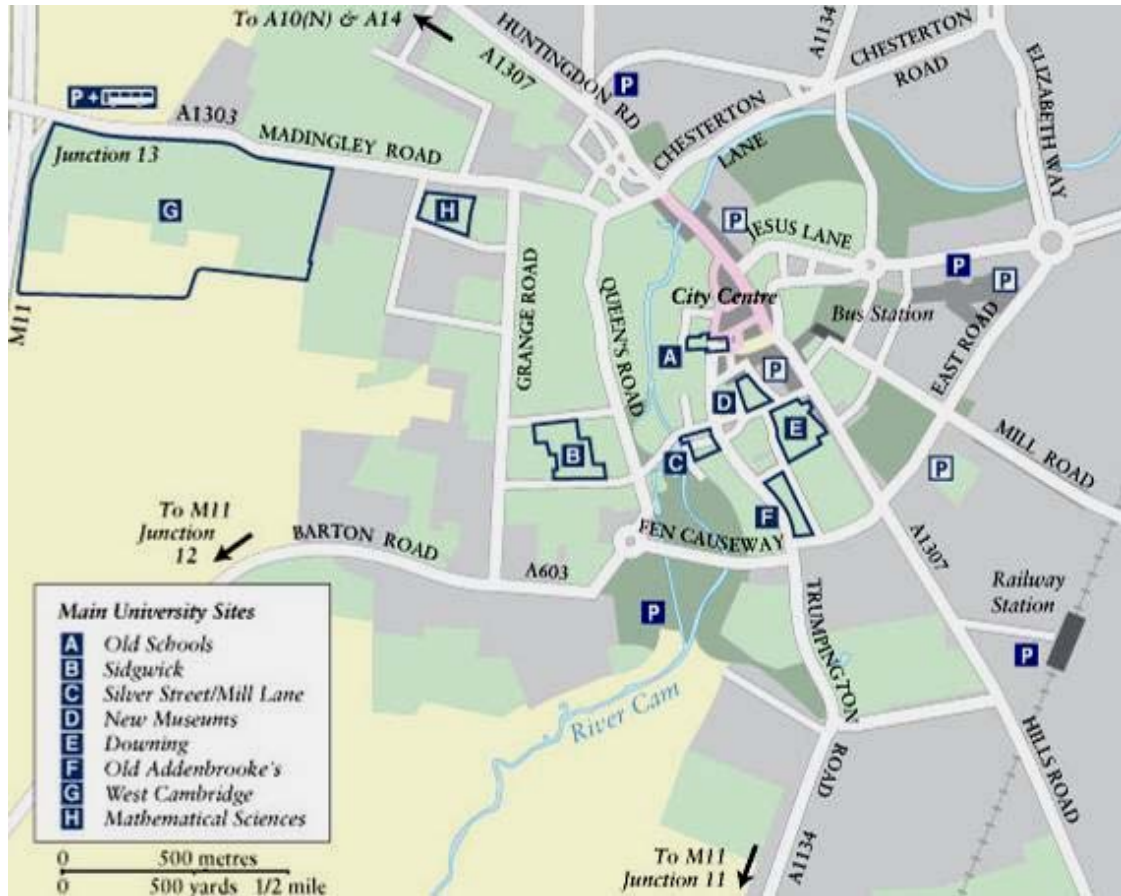 To A10(N) & A14
HUNTINGDON RD
A1307
A1134
CHESTERTON
ROAD
ELIZABETH WAY
P
P+
A1303
MADINGLEY ROAD
CHESTERTON
LANE
Junction 13
G
H
P
JESUS LANE
P
P
M11
GRANGE ROAD
QUEEN'S ROAD
City Centre
Bus Station
EAST ROAD
A
P
D
E
MILL ROAD
B
C
P
F
To M11
Junction
12
BARTON ROAD
FEN CAUSEWAY
A603
A1307
Railway
Station
P
P
TRUMPINGTON
ROAD
River Cam
HILLS ROAD
A1134
To M11
Junction 11
Main University Sites
A Old Schools
B Sidgwick
C Silver Street/Mill Lane
D New Museums
E Downing
F Old Addenbrooke's
G West Cambridge
H Mathematical Sciences
0 500 metres
0 500 yards 1/2 mile